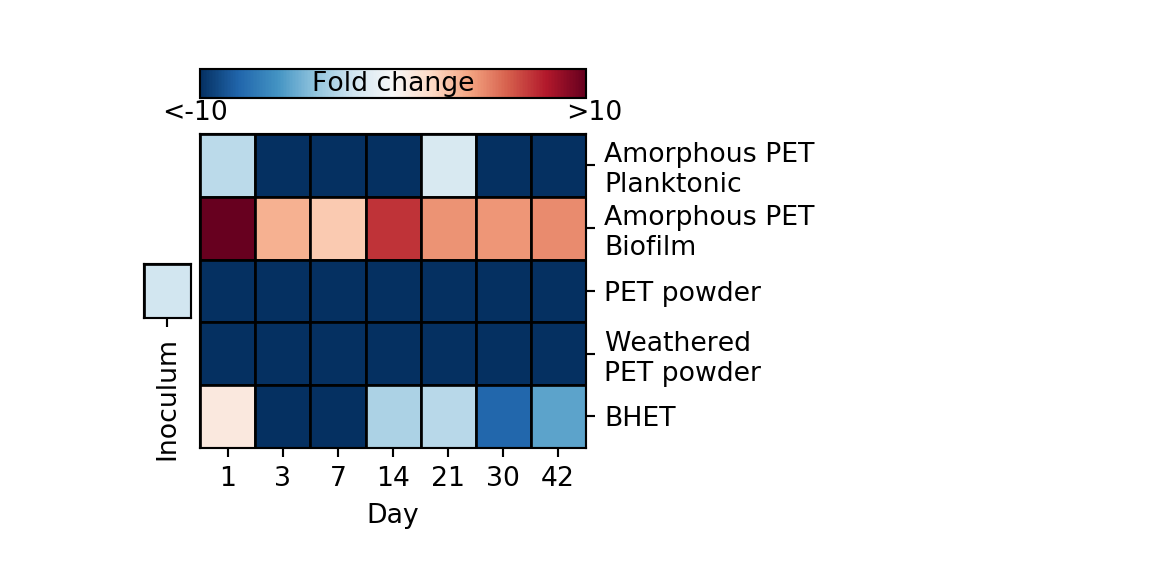 Fold change
<-10
>10
Amorphous PET
Planktonic
Amorphous PET
Biofilm
PET powder
Weathered
PET powder
BHET
Inoculum
1 3 7 14 21 30 42
Day